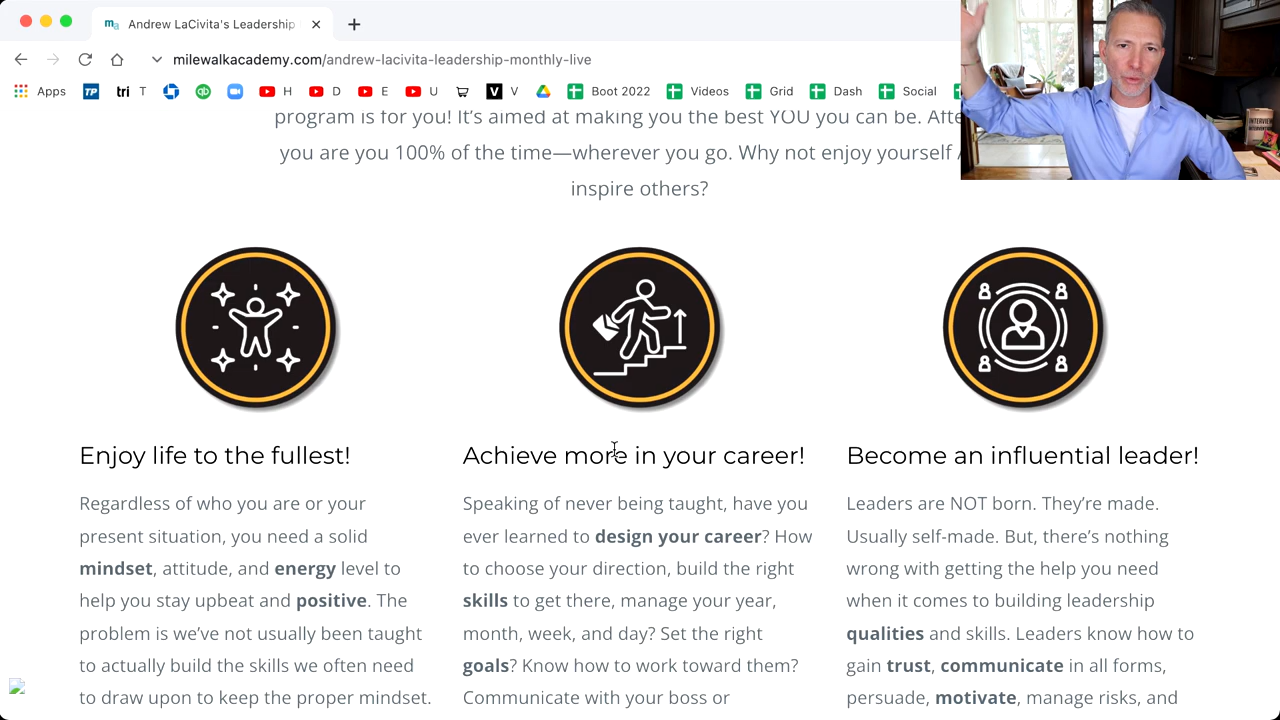 Andrew LaCivita's Leadership
milewalkacademy.com/andrew-lacivita-leadership-monthly-live
Apps TP tri T qb H D E U V V Boot 2022 Videos Grid Dash Social
program is for you! It's aimed at making you the best YOU you can be.
you are you 100% of the time—wherever you go. Why not enjoy yourself
inspire others?
INTERVIEW
Enjoy life to the fullest!
Regardless of who you are or your
present situation, you need a solid
mindset, attitude, and energy level to
help you stay upbeat and positive. The
problem is we've not usually been taught
to actually build the skills we often need
to draw upon to keep the proper mindset.
Achieve more in your career!
Speaking of never being taught, have you
ever learned to design your career? How
to choose your direction, build the right
skills to get there, manage your year,
month, week, and day? Set the right
goals? Know how to work toward them?
Communicate with your boss or
Become an influential leader!
Leaders are NOT born. They're made.
Usually self-made. But, there's nothing
wrong with getting the help you need
when it comes to building leadership
qualities and skills. Leaders know how to
gain trust, communicate in all forms,
persuade, motivate, manage risks, and